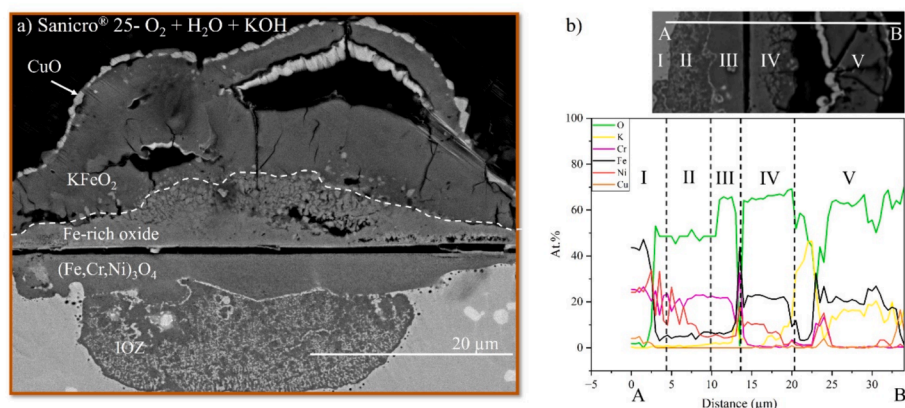 a) Sanicro® 25- O₂ + H₂O + KOH
CuO
KFeO₂
Fe-rich oxide
(Fe,Cr,Ni)₃O₄
IOZ
20 µm
b)
A B
I II III IV V
O
K
Cr
Fe
Ni
Cu
I II III IV V
At.%
100
80
60
40
20
0
−5 0 5 10 15 20 25 30
A Distance (µm) B